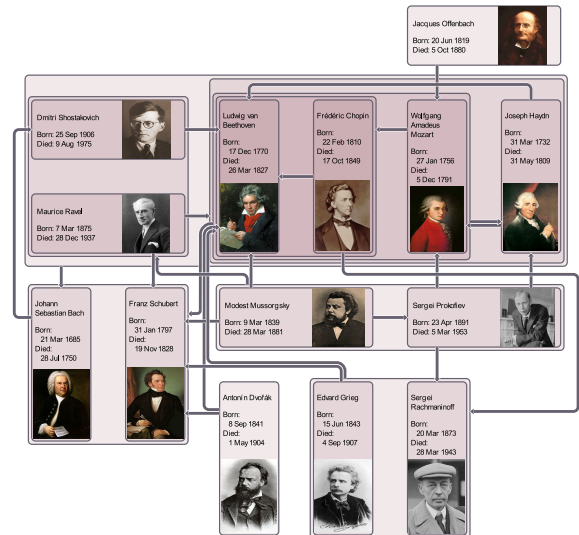 Jacques Offenbach
Born: 20 Jun 1819
Died: 5 Oct 1880
Dmitri Shostakovich
Born: 25 Sep 1906
Died: 9 Aug 1975
Ludwig van
Beethoven
Born:
17 Dec 1770
Died:
26 Mar 1827
Frédéric Chopin
Born:
22 Feb 1810
Died:
17 Oct 1849
Wolfgang
Amadeus
Mozart
Born:
27 Jan 1756
Died:
5 Dec 1791
Joseph Haydn
Born:
31 Mar 1732
Died:
31 May 1809
Maurice Ravel
Born: 7 Mar 1875
Died: 28 Dec 1937
Johann
Sebastian Bach
Born:
21 Mar 1685
Died:
28 Jul 1750
Franz Schubert
Born:
31 Jan 1797
Died:
19 Nov 1828
Modest Mussorgsky
Born: 9 Mar 1839
Died: 28 Mar 1881
Sergei Prokofiev
Born: 23 Apr 1891
Died: 5 Mar 1953
Antonín Dvořák
Born:
8 Sep 1841
Died:
1 May 1904
Edvard Grieg
Born:
15 Jun 1843
Died:
4 Sep 1907
Sergei
Rachmaninoff
Born:
20 Mar 1873
Died:
28 Mar 1943